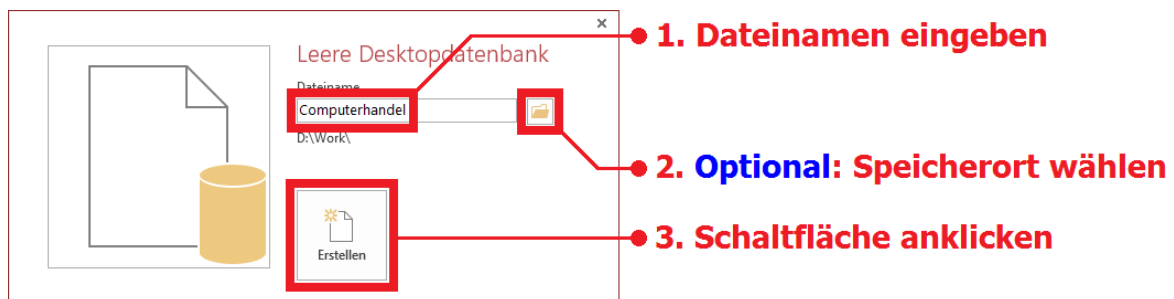 ×
Leere Desktopdatenbank
1. Dateinamen eingeben
Dateiname
Computerhandel
D:\Work\
2. Optional: Speicherort wählen
Erstellen
3. Schaltfläche anklicken